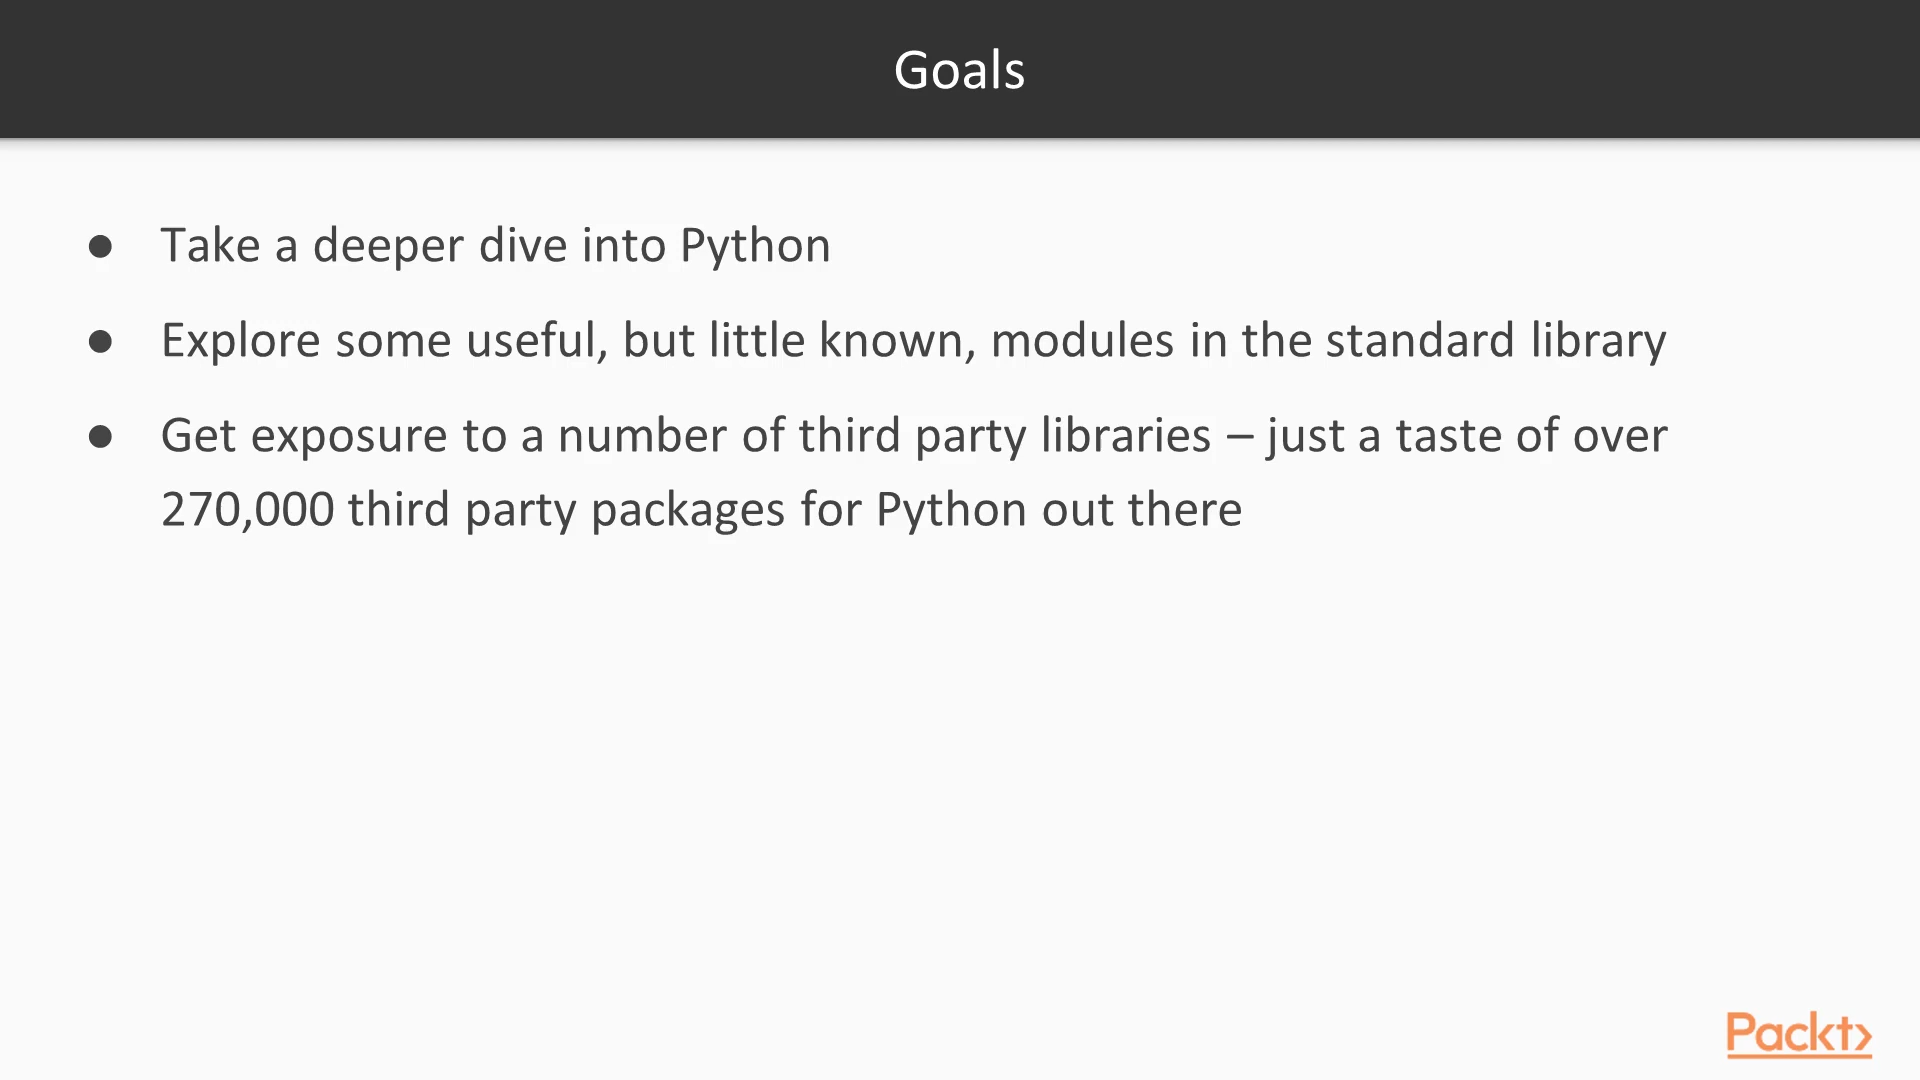 Goals
● Take a deeper dive into Python
● Explore some useful, but little known, modules in the standard library
● Get exposure to a number of third party libraries – just a taste of over
270,000 third party packages for Python out there
Packt>